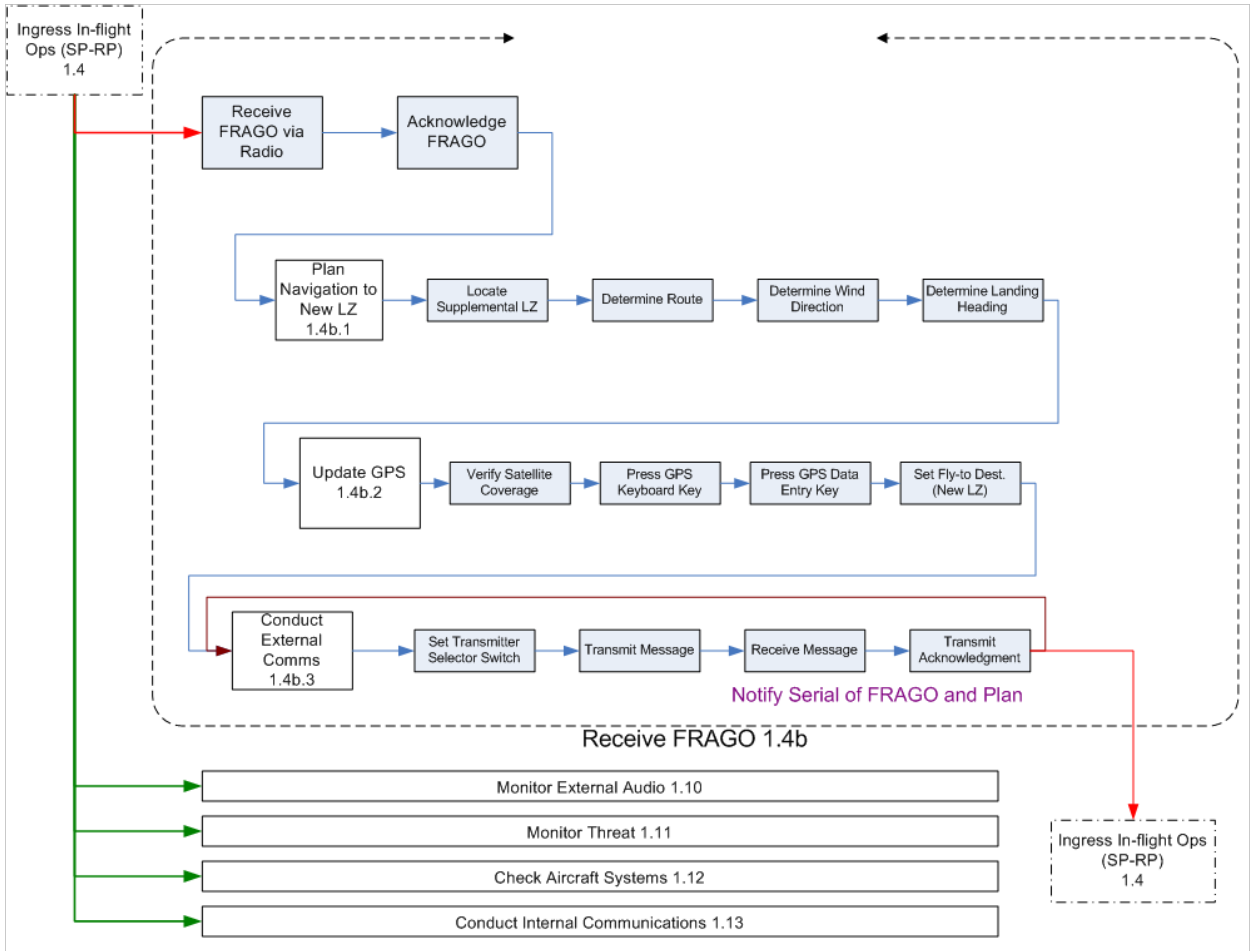 Ingress In-flight
Ops (SP-RP)
1.4
Receive
FRAGO via
Radio
Acknowledge
FRAGO
Plan
Navigation to
New LZ
1.4b.1
Locate
Supplemental LZ
Determine Route
Determine Wind
Direction
Determine Landing
Heading
Update GPS
1.4b.2
Verify Satellite
Coverage
Press GPS
Keyboard Key
Press GPS Data
Entry Key
Set Fly-to Dest.
(New LZ)
Conduct
External
Comms
1.4b.3
Set Transmitter
Selector Switch
Transmit Message
Receive Message
Transmit
Acknowledgment
Notify Serial of FRAGO and Plan
Receive FRAGO 1.4b
Monitor External Audio 1.10
Monitor Threat 1.11
Check Aircraft Systems 1.12
Conduct Internal Communications 1.13
Ingress In-flight Ops
(SP-RP)
1.4